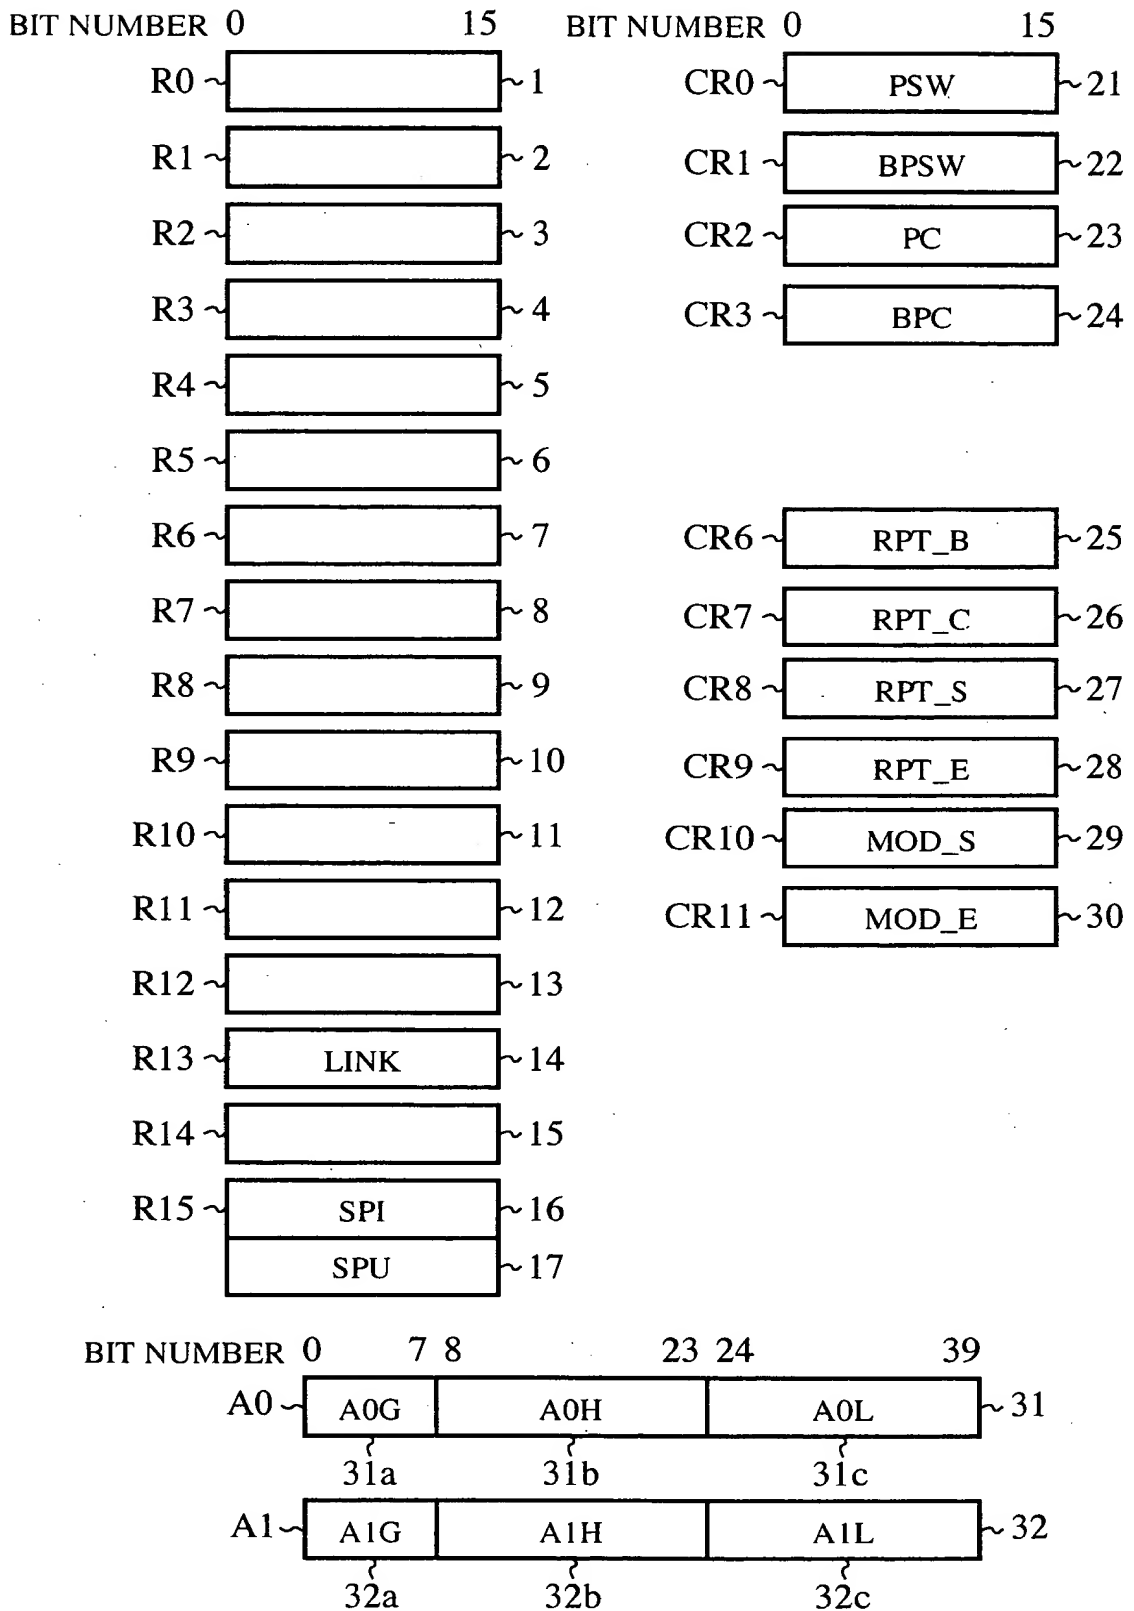 BIT NUMBER 0 15
R0 1
R1 2
R2 3
R3 4
R4 5
R5 6
R6 7
R7 8
R8 9
R9 10
R10 11
R11 12
R12 13
R13 LINK 14
R14 15
R15 SPI 16
SPU 17
BIT NUMBER 0 15
CR0 PSW 21
CR1 BPSW 22
CR2 PC 23
CR3 BPC 24
CR6 RPT_B 25
CR7 RPT_C 26
CR8 RPT_S 27
CR9 RPT_E 28
CR10 MOD_S 29
CR11 MOD_E 30
BIT NUMBER 0 7 8 23 24 39
A0 A0G A0H A0L 31
31a 31b 31c
A1 A1G A1H A1L 32
32a 32b 32c